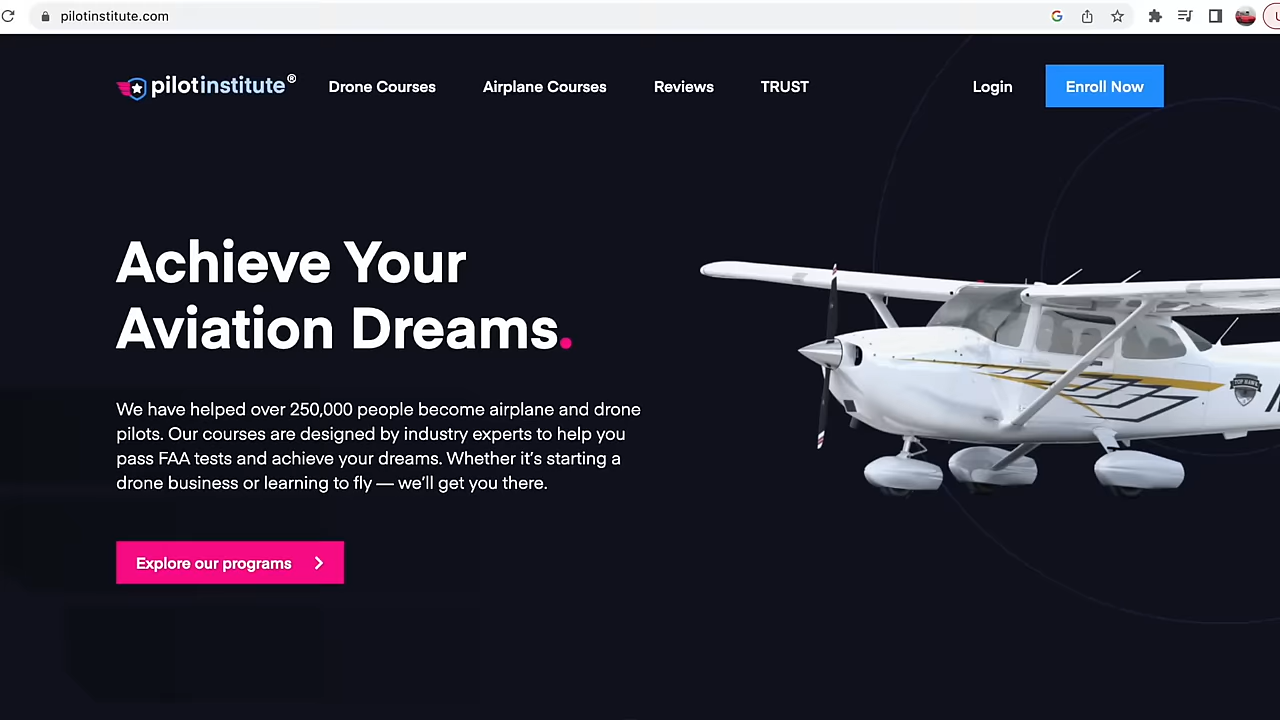 pilotinstitute.com
pilotinstitute®
Drone Courses
Airplane Courses
Reviews
TRUST
Login
Enroll Now
Achieve Your
Aviation Dreams.
We have helped over 250,000 people become airplane and drone
pilots. Our courses are designed by industry experts to help you
pass FAA tests and achieve your dreams. Whether it's starting a
drone business or learning to fly — we'll get you there.
Explore our programs
TOP HAWK